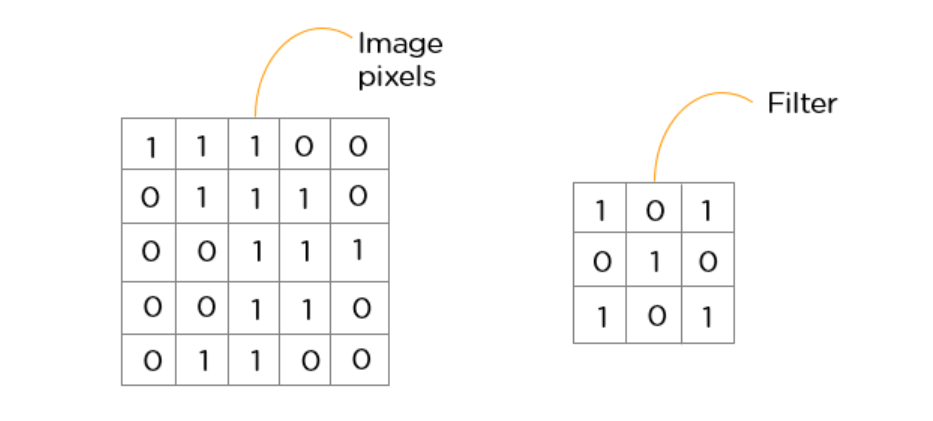 Image
pixels
Filter
1 1 1 0 0
0 1 1 1 0
0 0 1 1 1
0 0 1 1 0
0 1 1 0 0
1 0 1
0 1 0
1 0 1